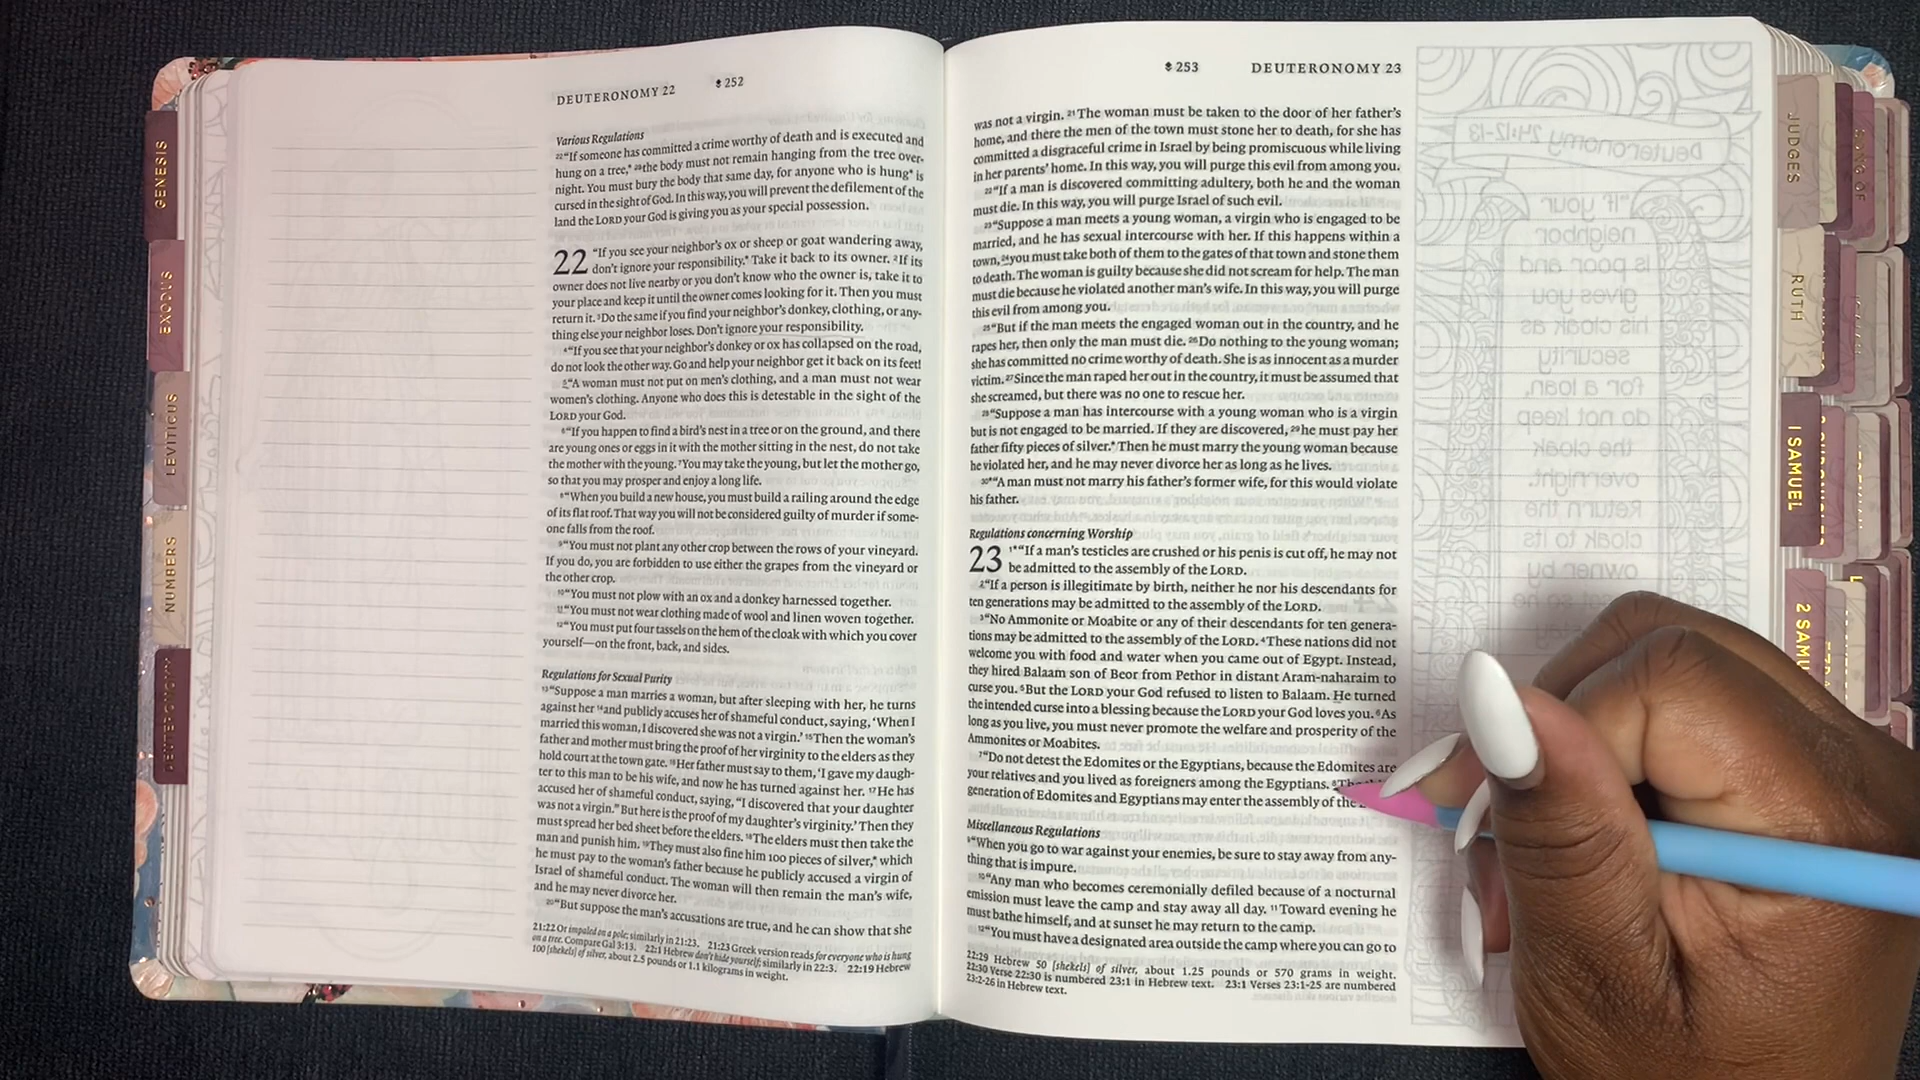 GENESIS
EXODUS
LEVITICUS
NUMBERS
DEUTERONOMY
DEUTERONOMY 22
252
Various Regulations
22“If someone has committed a crime worthy of death and is executed and
hung on a tree,* 23the body must not remain hanging from the tree over-
night. You must bury the body that same day, for anyone who is hung* is
cursed in the sight of God. In this way, you will prevent the defilement of the
land the LORD your God is giving you as your special possession.
22 “If you see your neighbor’s ox or sheep or goat wandering away,
don’t ignore your responsibility.* Take it back to its owner. 2If its
owner does not live nearby or you don’t know who the owner is, take it to
your place and keep it until the owner comes looking for it. Then you must
return it. 3Do the same if you find your neighbor’s donkey, clothing, or any-
thing else your neighbor loses. Don’t ignore your responsibility.
4“If you see that your neighbor’s donkey or ox has collapsed on the road,
do not look the other way. Go and help your neighbor get it back on its feet!
5“A woman must not put on men’s clothing, and a man must not wear
women’s clothing. Anyone who does this is detestable in the sight of the
LORD your God.
6“If you happen to find a bird’s nest in a tree or on the ground, and there
are young ones or eggs in it with the mother sitting in the nest, do not take
the mother with the young. 7You may take the young, but let the mother go,
so that you may prosper and enjoy a long life.
8“When you build a new house, you must build a railing around the edge
of its flat roof. That way you will not be considered guilty of murder if some-
one falls from the roof.
9“You must not plant any other crop between the rows of your vineyard.
If you do, you are forbidden to use either the grapes from the vineyard or
the other crop.
10“You must not plow with an ox and a donkey harnessed together.
11“You must not wear clothing made of wool and linen woven together.
12“You must put four tassels on the hem of the cloak with which you cover
yourself—on the front, back, and sides.
Regulations for Sexual Purity
13“Suppose a man marries a woman, but after sleeping with her, he turns
against her 14and publicly accuses her of shameful conduct, saying, ‘When I
married this woman, I discovered she was not a virgin.’ 15Then the woman’s
father and mother must bring the proof of her virginity to the elders as they
hold court at the town gate. 16Her father must say to them, ‘I gave my daugh-
ter to this man to be his wife, and now he has turned against her. 17He has
accused her of shameful conduct, saying, “I discovered that your daughter
was not a virgin.” But here is the proof of my daughter’s virginity.’ Then they
must spread her bed sheet before the elders. 18The elders must then take the
man and punish him. 19They must also fine him 100 pieces of silver,* which
he must pay to the woman’s father because he publicly accused a virgin of
Israel of shameful conduct. The woman will then remain the man’s wife,
and he may never divorce her.
20“But suppose the man’s accusations are true, and he can show that she
21:22 Or impaled on a pole; similarly in 21:23. 21:23 Greek version reads for everyone who is hung
on a tree. Compare Gal 3:13. 22:1 Hebrew don’t hide yourself; similarly in 22:3. 22:19 Hebrew
100 [shekels] of silver, about 2.5 pounds or 1.1 kilograms in weight.
253
DEUTERONOMY 23
was not a virgin. 21The woman must be taken to the door of her father’s
home, and there the men of the town must stone her to death, for she has
committed a disgraceful crime in Israel by being promiscuous while living
in her parents’ home. In this way, you will purge this evil from among you.
22“If a man is discovered committing adultery, both he and the woman
must die. In this way, you will purge Israel of such evil.
23“Suppose a man meets a young woman, a virgin who is engaged to be
married, and he has sexual intercourse with her. If this happens within a
town, 24you must take both of them to the gates of that town and stone them
to death. The woman is guilty because she did not scream for help. The man
must die because he violated another man’s wife. In this way, you will purge
this evil from among you.
25“But if the man meets the engaged woman out in the country, and he
rapes her, then only the man must die. 26Do nothing to the young woman;
she has committed no crime worthy of death. She is as innocent as a murder
victim. 27Since the man raped her out in the country, it must be assumed that
she screamed, but there was no one to rescue her.
28“Suppose a man has intercourse with a young woman who is a virgin
but is not engaged to be married. If they are discovered, 29he must pay her
father fifty pieces of silver.* Then he must marry the young woman because
he violated her, and he may never divorce her as long as he lives.
30*“A man must not marry his father’s former wife, for this would violate
his father.
Regulations concerning Worship
23 1*“If a man’s testicles are crushed or his penis is cut off, he may not
be admitted to the assembly of the LORD.
2“If a person is illegitimate by birth, neither he nor his descendants for
ten generations may be admitted to the assembly of the LORD.
3“No Ammonite or Moabite or any of their descendants for ten genera-
tions may be admitted to the assembly of the LORD. 4These nations did not
welcome you with food and water when you came out of Egypt. Instead,
they hired Balaam son of Beor from Pethor in distant Aram-naharaim to
curse you. 5But the LORD your God refused to listen to Balaam. He turned
the intended curse into a blessing because the LORD your God loves you. 6As
long as you live, you must never promote the welfare and prosperity of the
Ammonites or Moabites.
7“Do not detest the Edomites or the Egyptians, because the Edomites are
your relatives and you lived as foreigners among the Egyptians.
generation of Edomites and Egyptians may enter the assembly of the
Miscellaneous Regulations
9“When you go to war against your enemies, be sure to stay away from any-
thing that is impure.
10“Any man who becomes ceremonially defiled because of a nocturnal
emission must leave the camp and stay away all day. 11Toward evening he
must bathe himself, and at sunset he may return to the camp.
12“You must have a designated area outside the camp where you can go to
22:29 Hebrew 50 [shekels] of silver, about 1.25 pounds or 570 grams in weight.
22:30 Verse 22:30 is numbered 23:1 in Hebrew text. 23:1 Verses 23:1-25 are numbered
23:2-26 in Hebrew text.
Deuteronomy 24:12-13
“If your
neighbor
is poor and
gives you
his cloak as
security
for a loan,
do not keep
the cloak
overnight.
Return the
cloak to its
owner by
JUDGES
RUTH
1 SAMUEL
2 SAMU
SONG OF